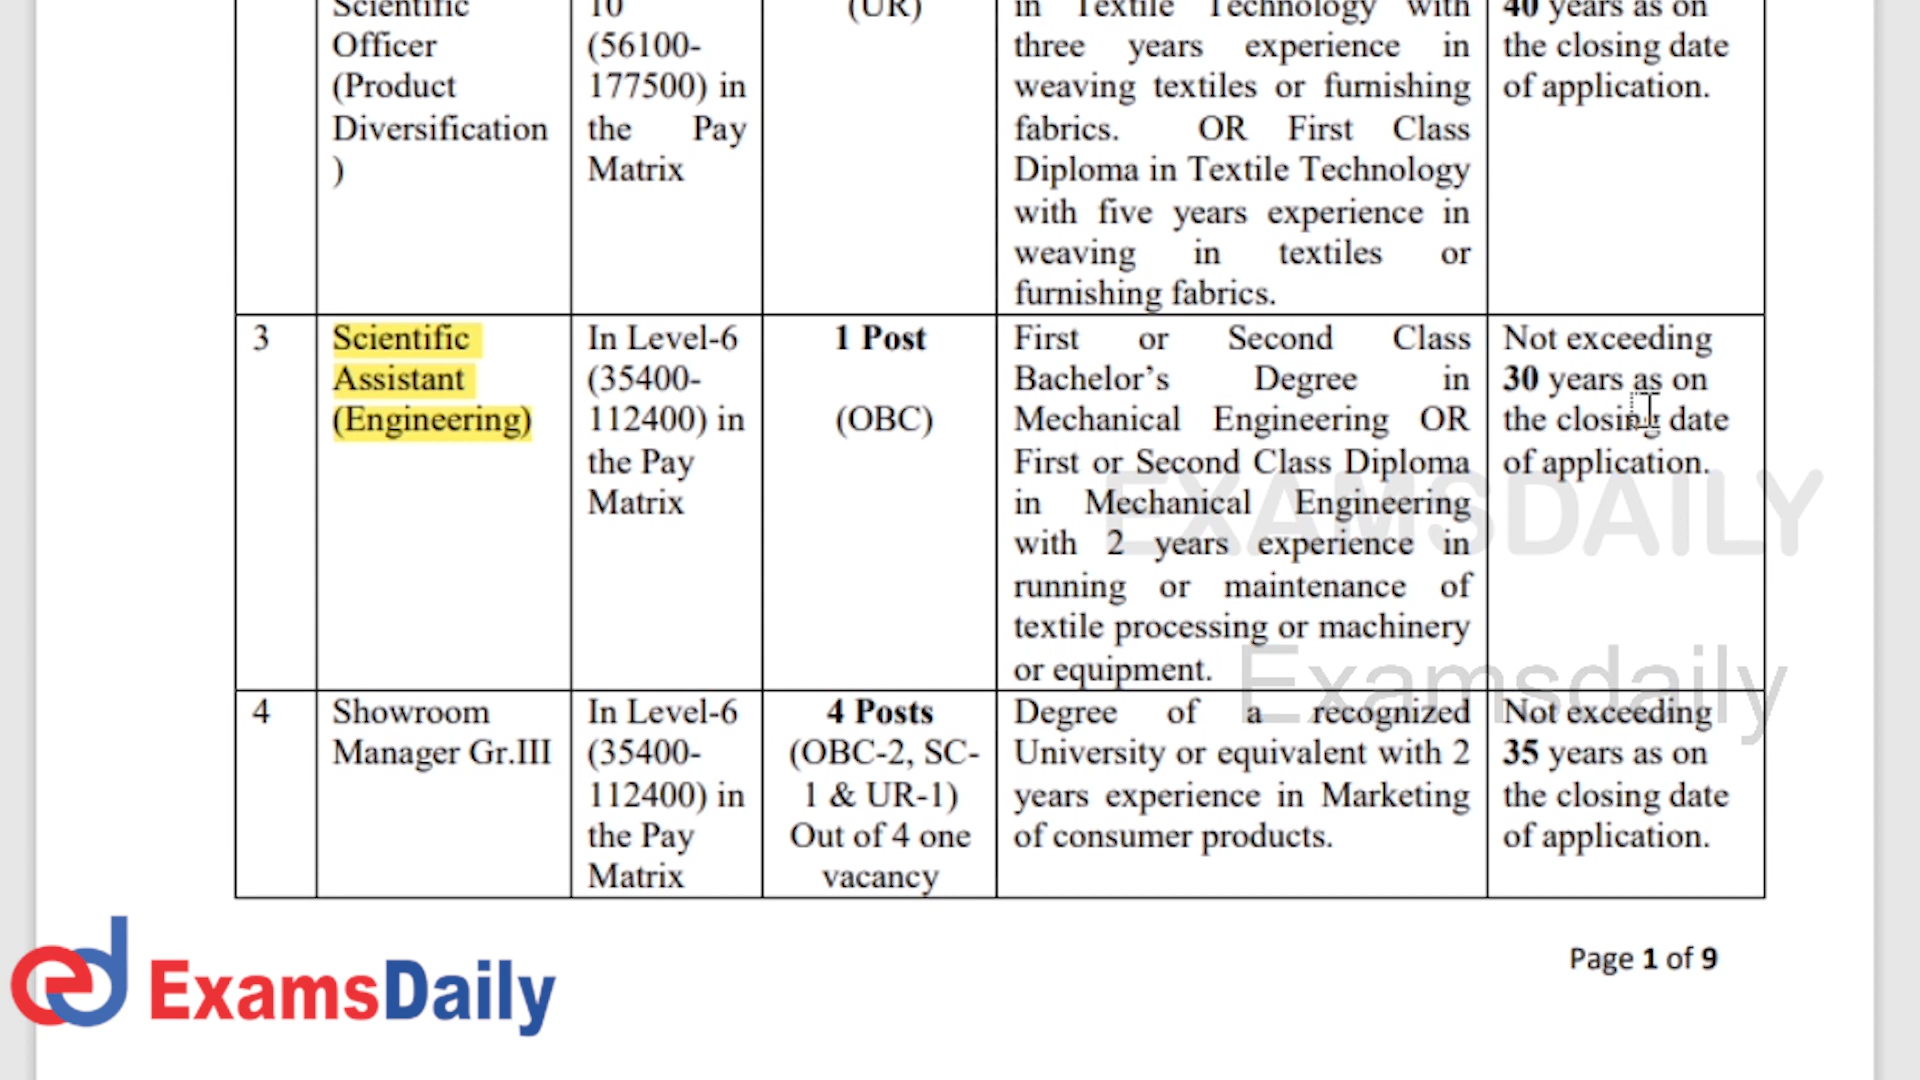 Scientific
Officer
(Product
Diversification
)
10
(56100-
177500) in
the Pay
Matrix
(UR)
in Textile Technology with
three years experience in
weaving textiles or furnishing
fabrics. OR First Class
Diploma in Textile Technology
with five years experience in
weaving in textiles or
furnishing fabrics.
40 years as on
the closing date
of application.
3
Scientific
Assistant
(Engineering)
In Level-6
(35400-
112400) in
the Pay
Matrix
1 Post
(OBC)
First or Second Class
Bachelor’s Degree in
Mechanical Engineering OR
First or Second Class Diploma
in Mechanical Engineering
with 2 years experience in
running or maintenance of
textile processing or machinery
or equipment.
Not exceeding
30 years as on
the closing date
of application.
EXAMSDAILY
Examsdaily
4
Showroom
Manager Gr.III
In Level-6
(35400-
112400) in
the Pay
Matrix
4 Posts
(OBC-2, SC-
1 & UR-1)
Out of 4 one
vacancy
Degree of a recognized
University or equivalent with 2
years experience in Marketing
of consumer products.
Not exceeding
35 years as on
the closing date
of application.
Page 1 of 9
ed ExamsDaily